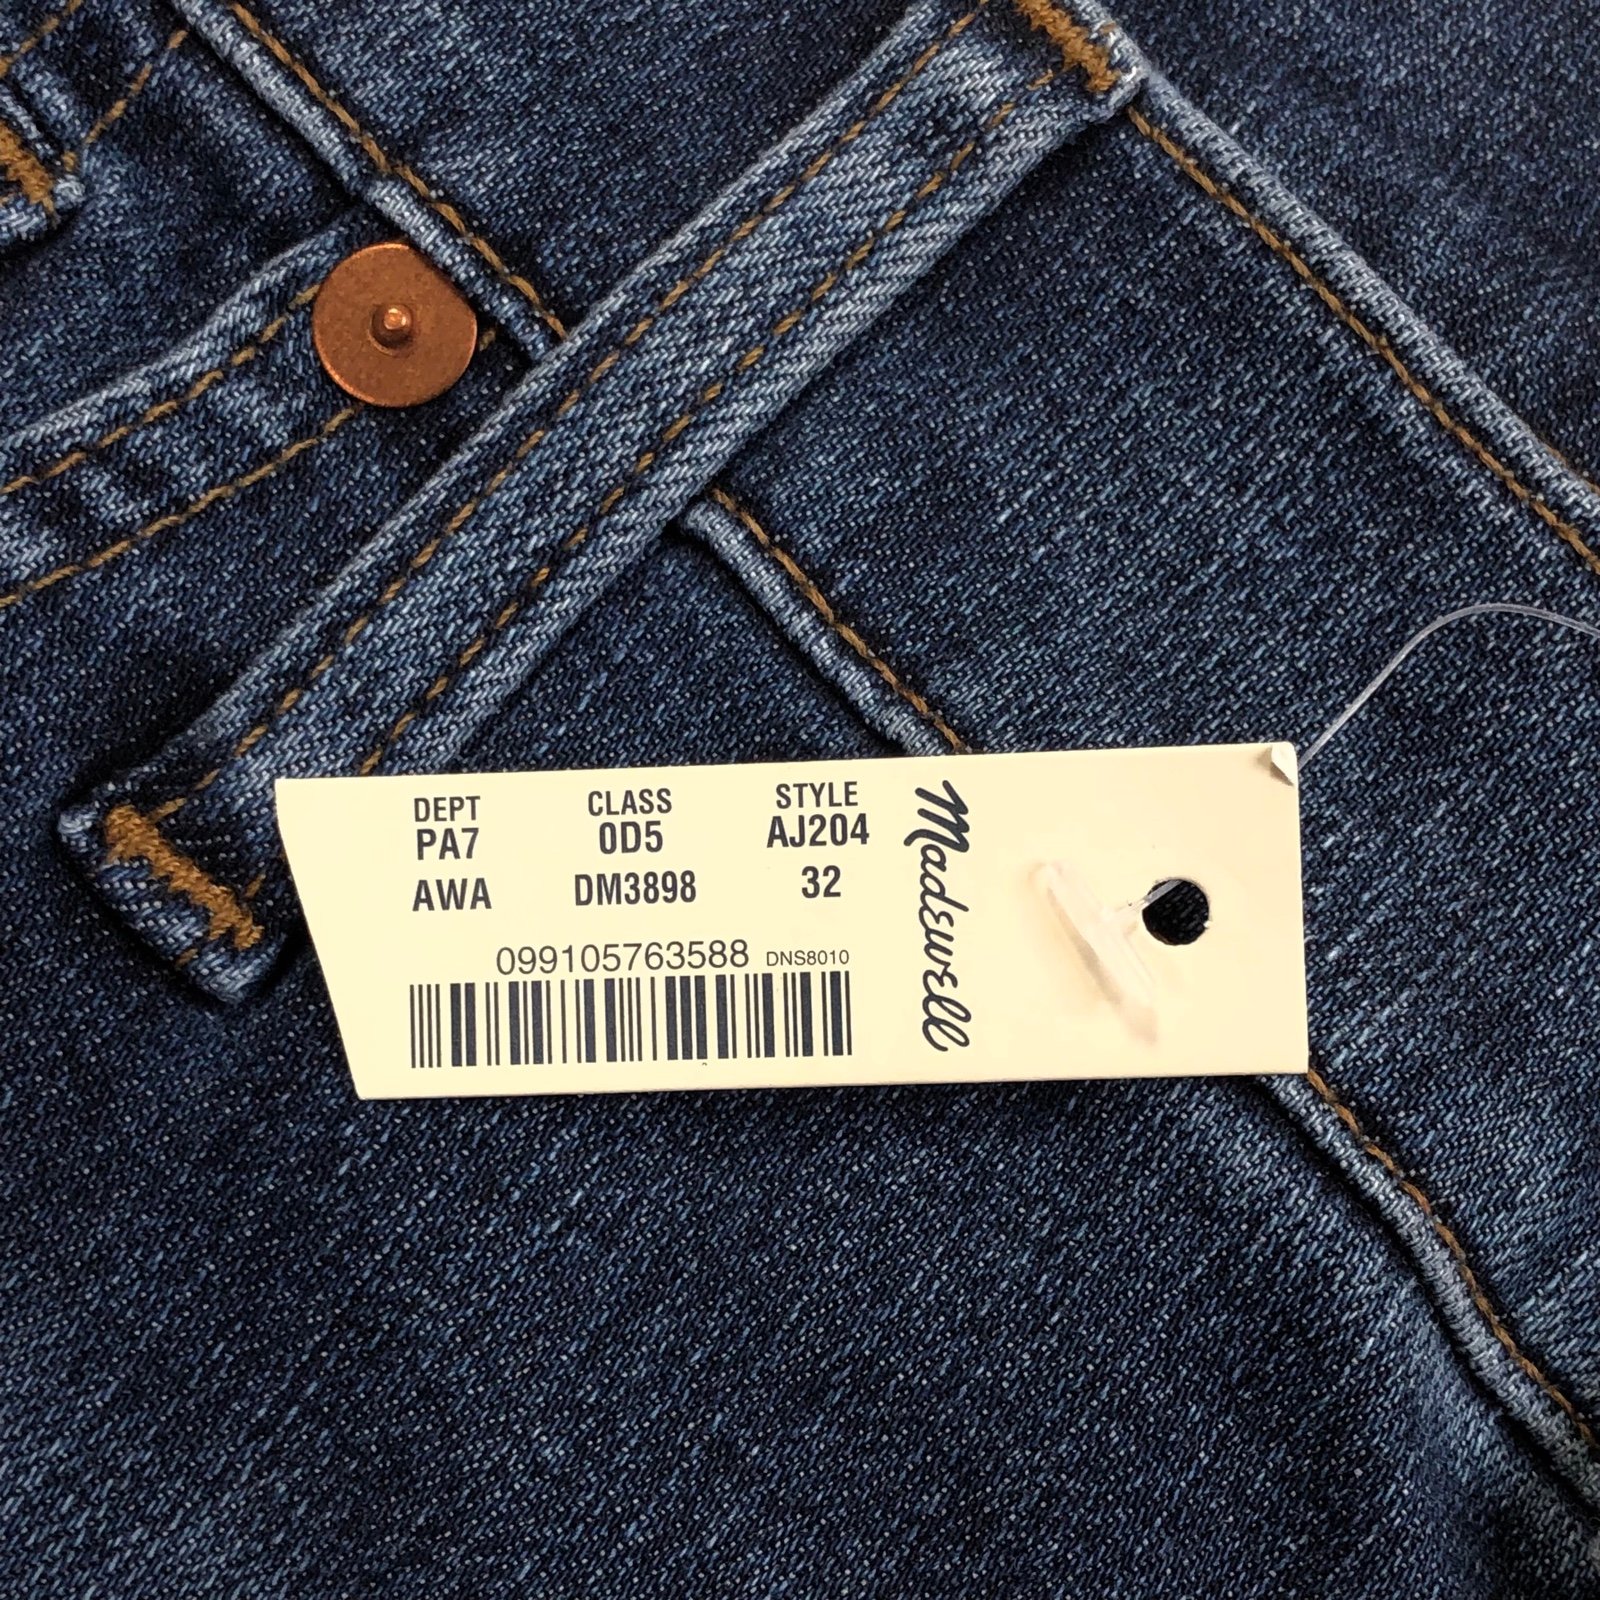 DEPT CLASS STYLE
PA7 0D5 AJ204
AWA DM3898 32
099105763588 DNS8010
Madewell